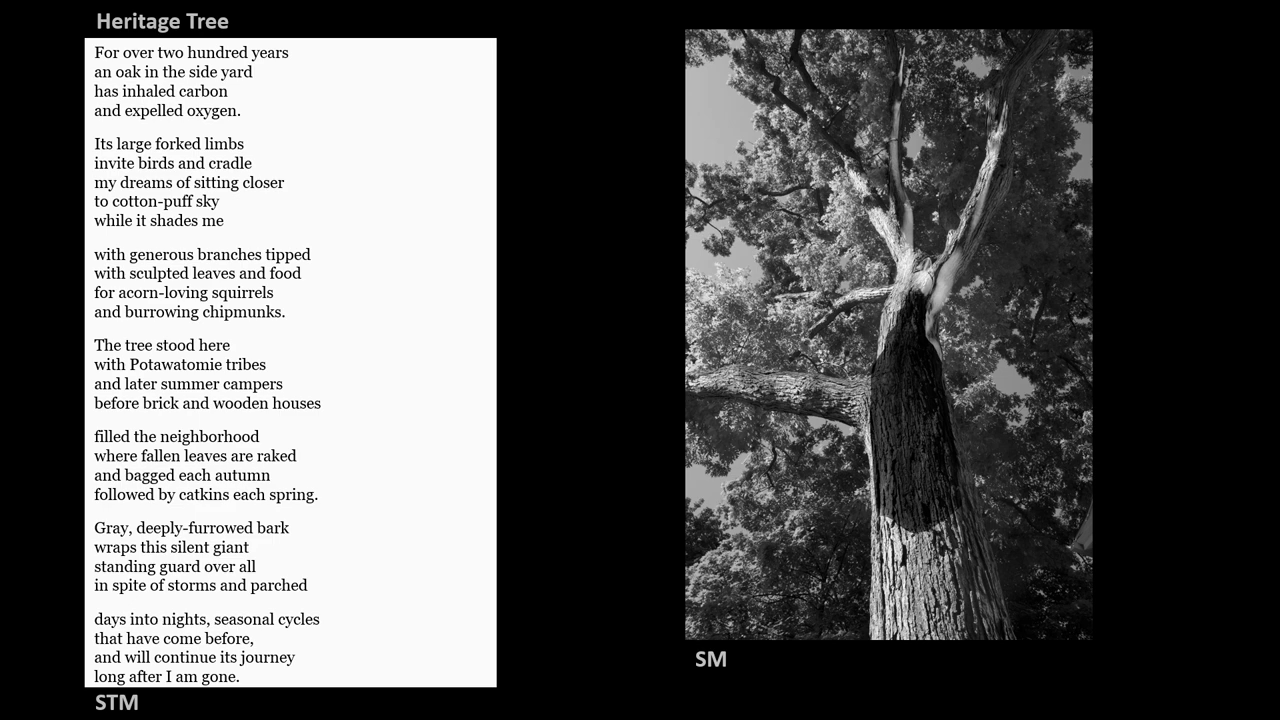 Heritage Tree
For over two hundred years
an oak in the side yard
has inhaled carbon
and expelled oxygen.
Its large forked limbs
invite birds and cradle
my dreams of sitting closer
to cotton-puff sky
while it shades me
with generous branches tipped
with sculpted leaves and food
for acorn-loving squirrels
and burrowing chipmunks.
The tree stood here
with Potawatomie tribes
and later summer campers
before brick and wooden houses
filled the neighborhood
where fallen leaves are raked
and bagged each autumn
followed by catkins each spring.
Gray, deeply-furrowed bark
wraps this silent giant
standing guard over all
in spite of storms and parched
days into nights, seasonal cycles
that have come before,
and will continue its journey
long after I am gone.
STM
SM